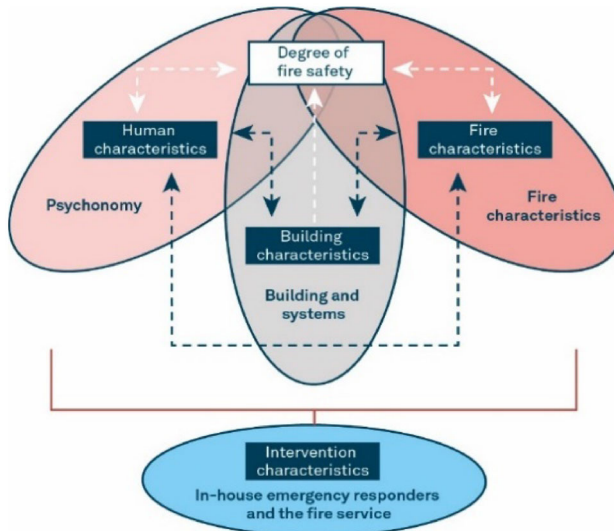 Degree of
fire safety
Human
characteristics
Fire
characteristics
Psychonomy
Fire
characteristics
Building
characteristics
Building and
systems
Intervention
characteristics
In-house emergency responders
and the fire service